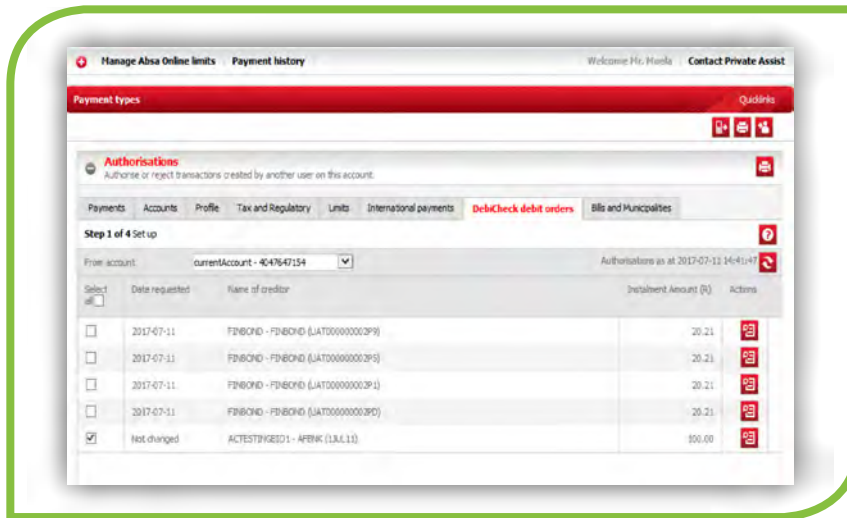 Manage Absa Online limits Payment history Welcome Mr. Contact Private Assist
Payment types Quicklinks
Authorisations
Authorise or reject transactions created by another user on this account.
Payments Accounts Profile Tax and Regulatory Limits International payments DebiCheck debit orders Bills and Municipalities
Step 1 of 4 Set up
From account currentAccount - 4047647154 Authorisations as at 2017-07-12 14:41:47
Select all Date requested Name of creditor Instalment Amount (R) Actions
2017-07-11 FINBOND - FINBOND (UAT000000002P9) 20.21
2017-07-11 FINBOND - FINBOND (UAT000000002PS) 20.21
2017-07-11 FINBOND - FINBOND (UAT000000002P1) 20.21
2017-07-11 FINBOND - FINBOND (UAT000000002PD) 20.21
Not changed 100.00